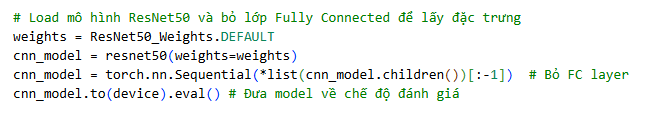 # Load mô hình ResNet50 và bỏ lớp Fully Connected để lấy đặc trưng
weights = ResNet50_Weights.DEFAULT
cnn_model = resnet50(weights=weights)
cnn_model = torch.nn.Sequential(*list(cnn_model.children())[:-1])  # Bỏ FC layer
cnn_model.to(device).eval() # Đưa model về chế độ đánh giá